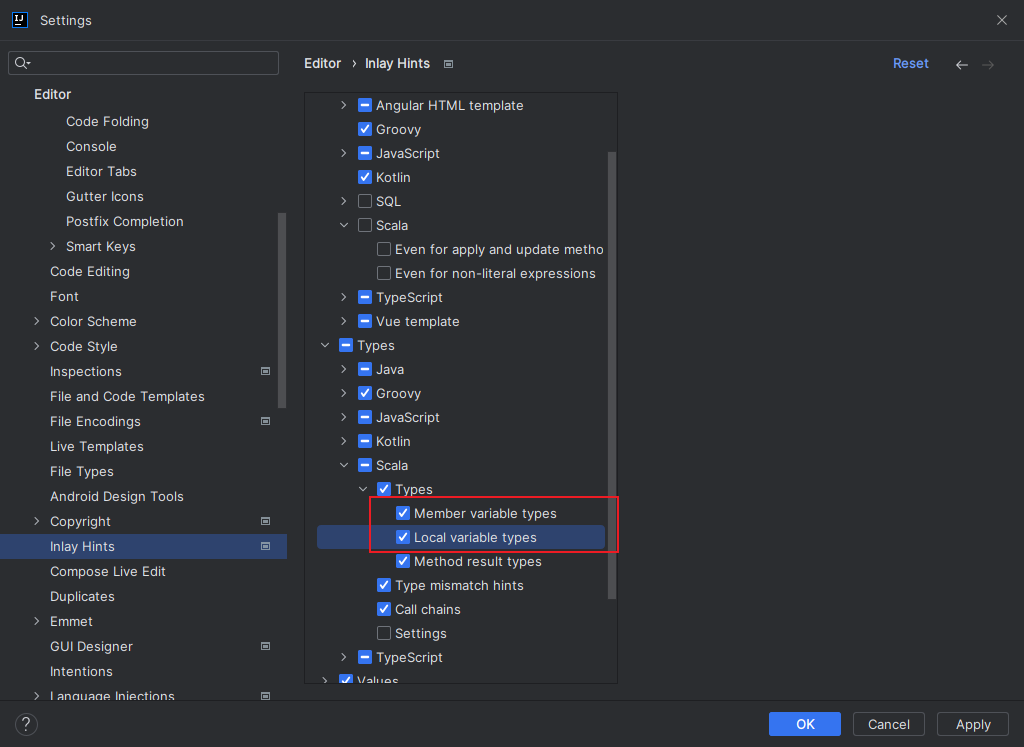 IJ
Settings
Editor › Inlay Hints
Reset
Editor
Code Folding
Console
Editor Tabs
Gutter Icons
Postfix Completion
Smart Keys
Code Editing
Font
Color Scheme
Code Style
Inspections
File and Code Templates
File Encodings
Live Templates
File Types
Android Design Tools
Copyright
Inlay Hints
Compose Live Edit
Duplicates
Emmet
GUI Designer
Intentions
Language Injections
Angular HTML template
Groovy
JavaScript
Kotlin
SQL
Scala
Even for apply and update metho
Even for non-literal expressions
TypeScript
Vue template
Types
Java
Groovy
JavaScript
Kotlin
Scala
Types
Member variable types
Local variable types
Method result types
Type mismatch hints
Call chains
Settings
TypeScript
Values
?
OK
Cancel
Apply